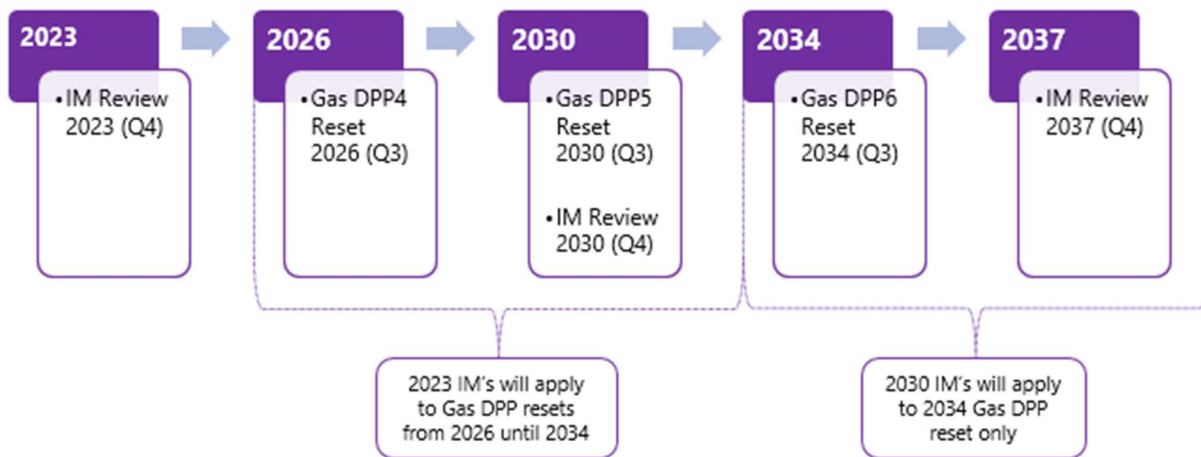 2023
• IM Review
2023 (Q4)
2026
• Gas DPP4
Reset
2026 (Q3)
2030
• Gas DPP5
Reset
2030 (Q3)
• IM Review
2030 (Q4)
2034
• Gas DPP6
Reset
2034 (Q3)
2037
• IM Review
2037 (Q4)
2023 IM's will apply
to Gas DPP resets
from 2026 until 2034
2030 IM's will apply
to 2034 Gas DPP
reset only